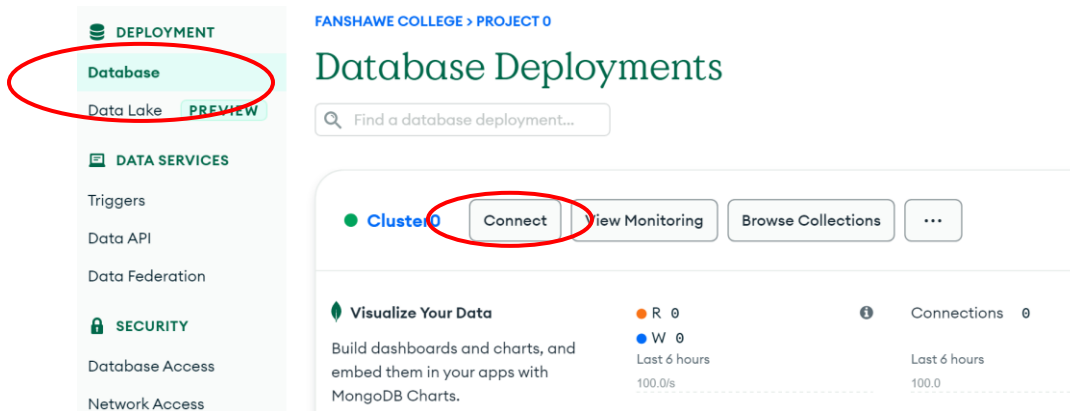 DEPLOYMENT
Database
Data Lake PREVIEW
DATA SERVICES
Triggers
Data API
Data Federation
SECURITY
Database Access
Network Access
FANSHAWE COLLEGE > PROJECT 0
Database Deployments
Find a database deployment...
Cluster0 Connect View Monitoring Browse Collections ...
Visualize Your Data
Build dashboards and charts, and
embed them in your apps with
MongoDB Charts.
R 0
W 0
Last 6 hours
100.0/s
Connections 0
Last 6 hours
100.0